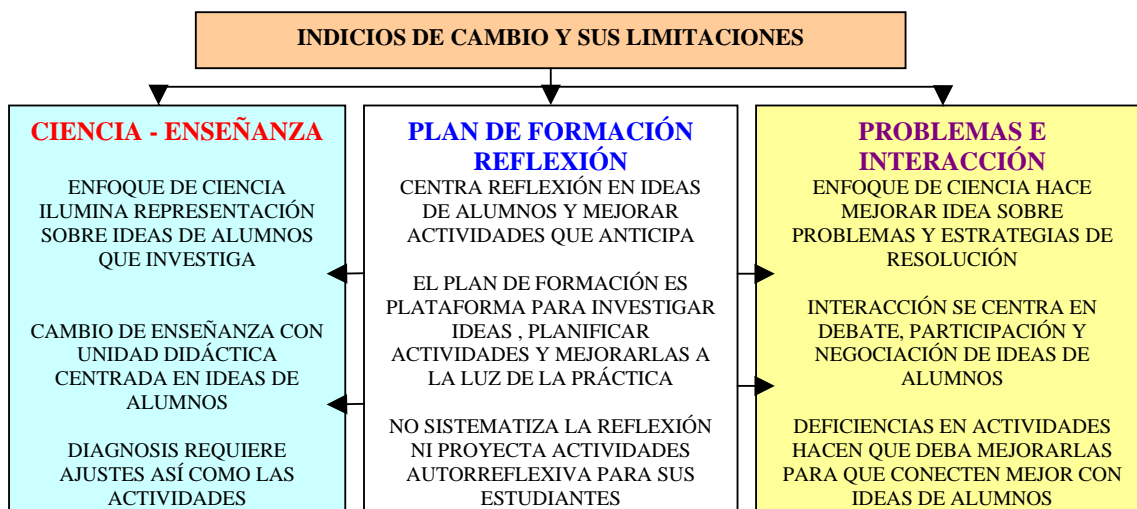 INDICIOS DE CAMBIO Y SUS LIMITACIONES
CIENCIA - ENSEÑANZA
ENFOQUE DE CIENCIA
ILUMINA REPRESENTACIÓN
SOBRE IDEAS DE ALUMNOS
QUE INVESTIGA
CAMBIO DE ENSEÑANZA CON
UNIDAD DIDÁCTICA
CENTRADA EN IDEAS DE
ALUMNOS
DIAGNOSIS REQUIERE
AJUSTES ASÍ COMO LAS
ACTIVIDADES
PLAN DE FORMACIÓN
REFLEXIÓN
CENTRA REFLEXIÓN EN IDEAS
DE ALUMNOS Y MEJORAR
ACTIVIDADES QUE ANTICIPA
EL PLAN DE FORMACIÓN ES
PLATAFORMA PARA INVESTIGAR
IDEAS , PLANIFICAR
ACTIVIDADES Y MEJORARLAS A
LA LUZ DE LA PRÁCTICA
NO SISTEMATIZA LA REFLEXIÓN
NI PROYECTA ACTIVIDADES
AUTORREFLEXIVA PARA SUS
ESTUDIANTES
PROBLEMAS E
INTERACCIÓN
ENFOQUE DE CIENCIA HACE
MEJORAR IDEA SOBRE
PROBLEMAS Y ESTRATEGIAS DE
RESOLUCIÓN
INTERACCIÓN SE CENTRA EN
DEBATE, PARTICIPACIÓN Y
NEGOCIACIÓN DE IDEAS DE
ALUMNOS
DEFICIENCIAS EN ACTIVIDADES
HACEN QUE DEBA MEJORARLAS
PARA QUE CONECTEN MEJOR CON
IDEAS DE ALUMNOS